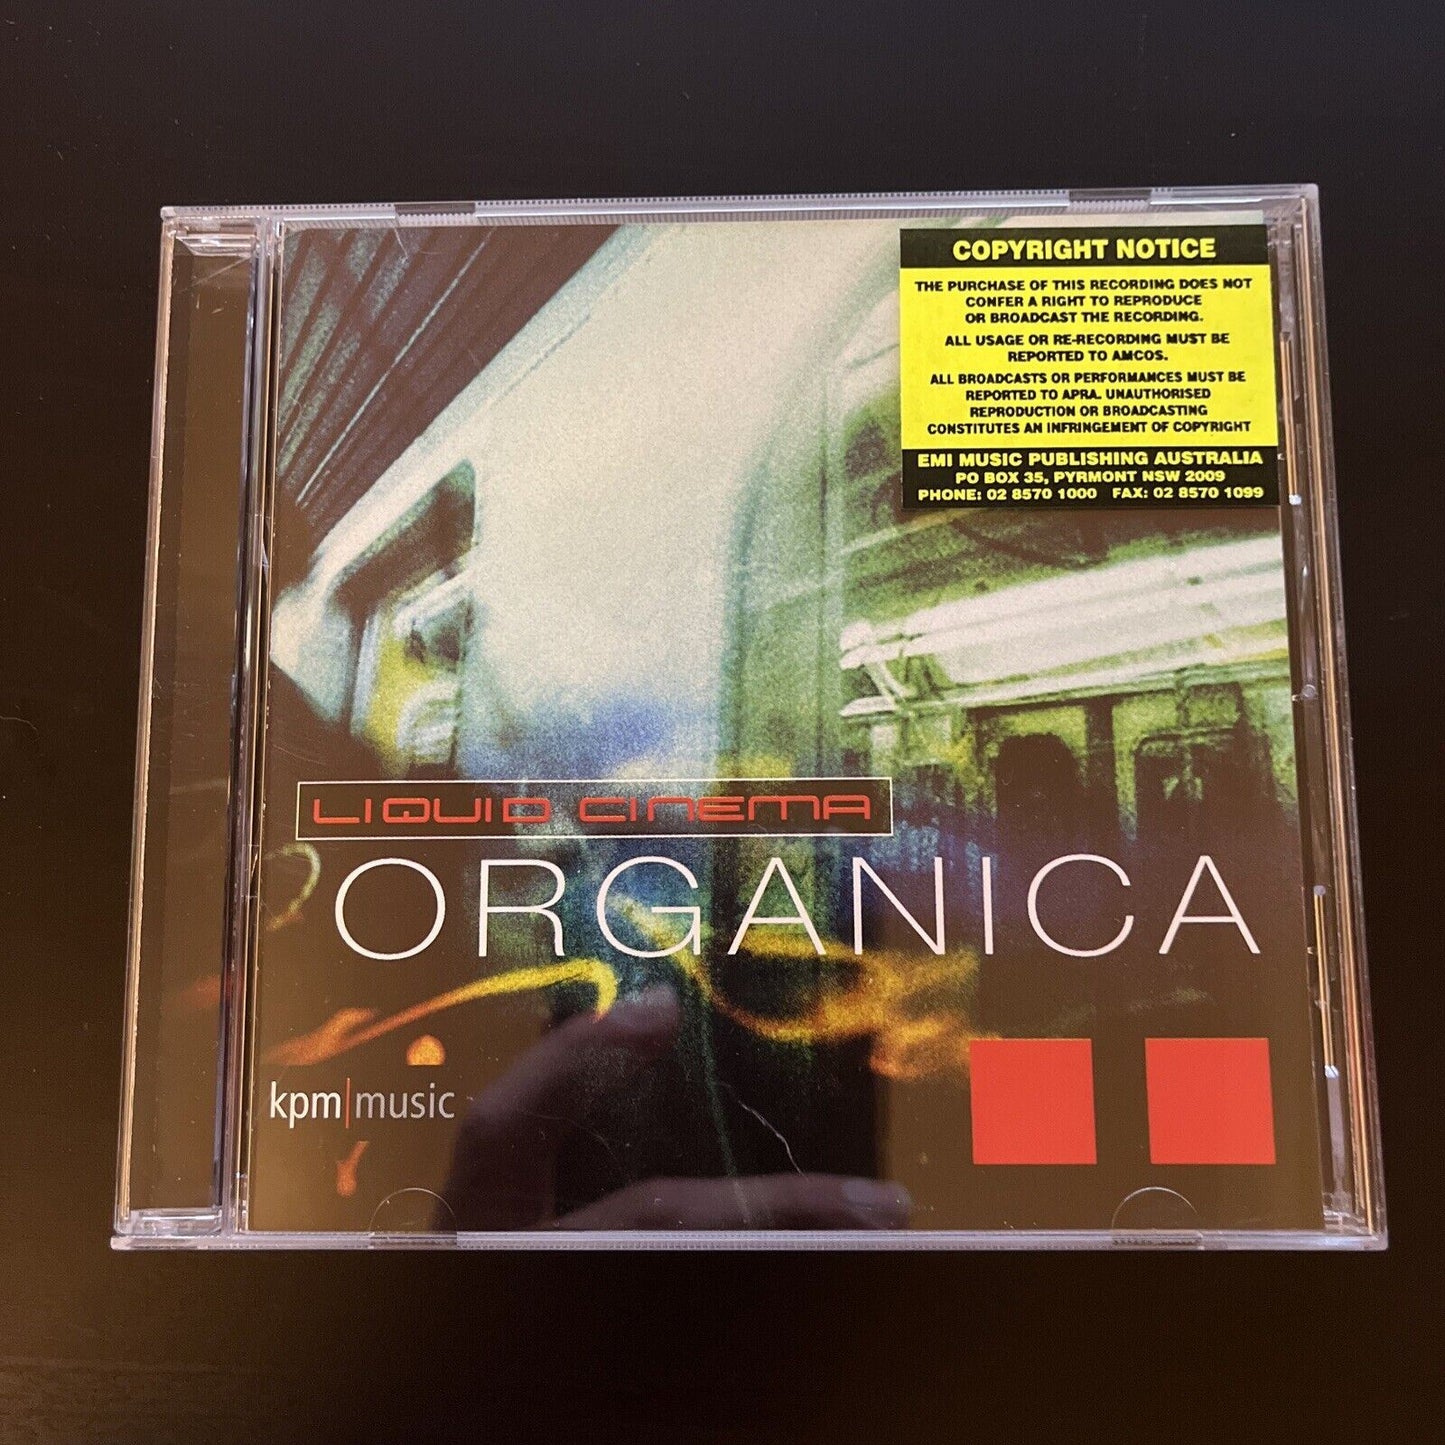 COPYRIGHT NOTICE
THE PURCHASE OF THIS RECORDING DOES NOT
CONFER A RIGHT TO REPRODUCE
OR BROADCAST THE RECORDING.
ALL USAGE OR RE-RECORDING MUST BE
REPORTED TO AMCOS.
ALL BROADCASTS OR PERFORMANCES MUST BE
REPORTED TO APRA. UNAUTHORISED
REPRODUCTION OR BROADCASTING
CONSTITUTES AN INFRINGEMENT OF COPYRIGHT
EMI MUSIC PUBLISHING AUSTRALIA
PO BOX 35, PYRMONT NSW 2009
PHONE: 02 8570 1000 FAX: 02 8570 1099
LIQUID CINEMA
ORGANICA
kpm|music